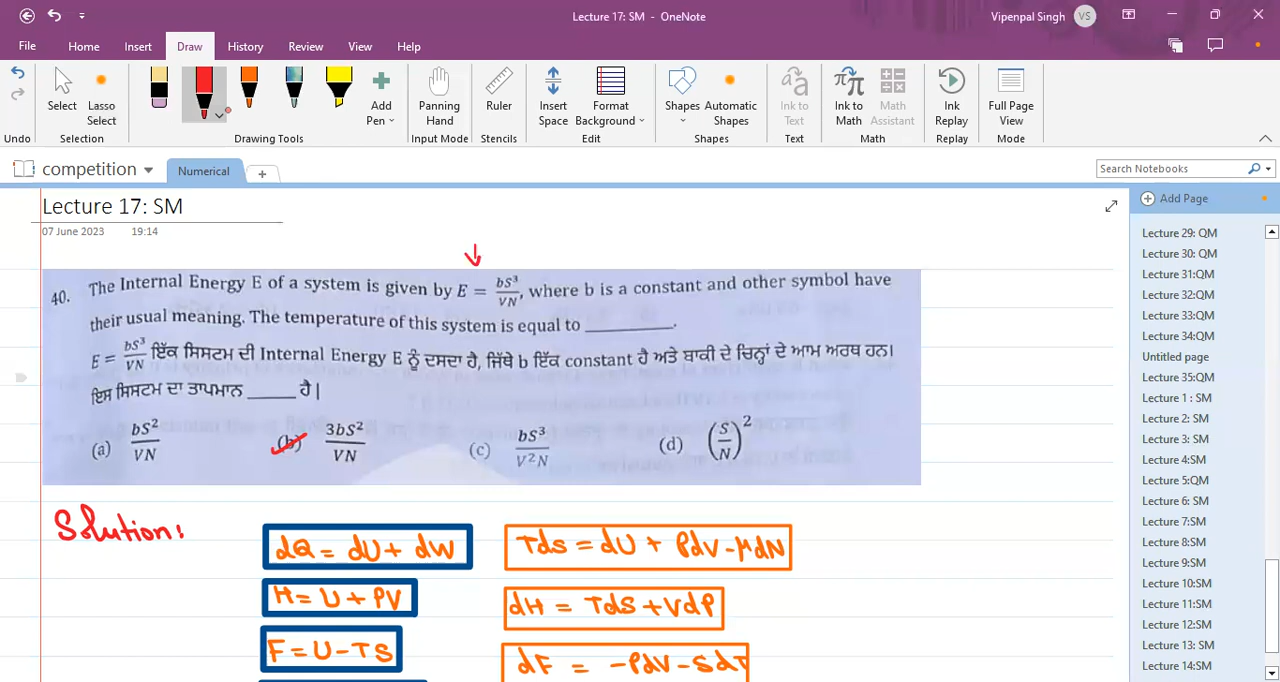 Lecture 17: SM - OneNote
Vipenpal Singh VS
File Home Insert Draw History Review View Help
Select Lasso Select Add Pen Panning Hand Ruler Insert Space Format Background Shapes Automatic Shapes Ink to Text Ink to Math Math Assistant Ink Replay Full Page View
Undo Selection Drawing Tools Input Mode Stencils Edit Shapes Text Math Replay Mode
competition Numerical Search Notebooks
Lecture 17: SM
07 June 2023 19:14
40. The Internal Energy E of a system is given by E = bS³/VN, where b is a constant and other symbol have
their usual meaning. The temperature of this system is equal to ________.
E = bS³/VN ਇੱਕ ਸਿਸਟਮ ਦੀ Internal Energy E ਨੂੰ ਦਸਦਾ ਹੈ, ਜਿੱਥੇ b ਇੱਕ constant ਹੈ ਅਤੇ ਬਾਕੀ ਦੇ ਚਿਨ੍ਹਾਂ ਦੇ ਆਮ ਅਰਥ ਹਨ।
ਇਸ ਸਿਸਟਮ ਦਾ ਤਾਪਮਾਨ _____ ਹੈ।
(a) bS²/VN (b) 3bS²/VN (c) bS³/V²N (d) (S/N)²
Solution:
dQ = dU + dW TdS = dU + PdV - μdN
H = U + PV dH = TdS + VdP
F = U - TS dF = -PdV - SdT
Add Page
Lecture 29: QM
Lecture 30: QM
Lecture 31:QM
Lecture 32:QM
Lecture 33:QM
Lecture 34:QM
Untitled page
Lecture 35:QM
Lecture 1 : SM
Lecture 2: SM
Lecture 3: SM
Lecture 4:SM
Lecture 5:QM
Lecture 6: SM
Lecture 7:SM
Lecture 8:SM
Lecture 9:SM
Lecture 10:SM
Lecture 11:SM
Lecture 12:SM
Lecture 13: SM
Lecture 14:SM